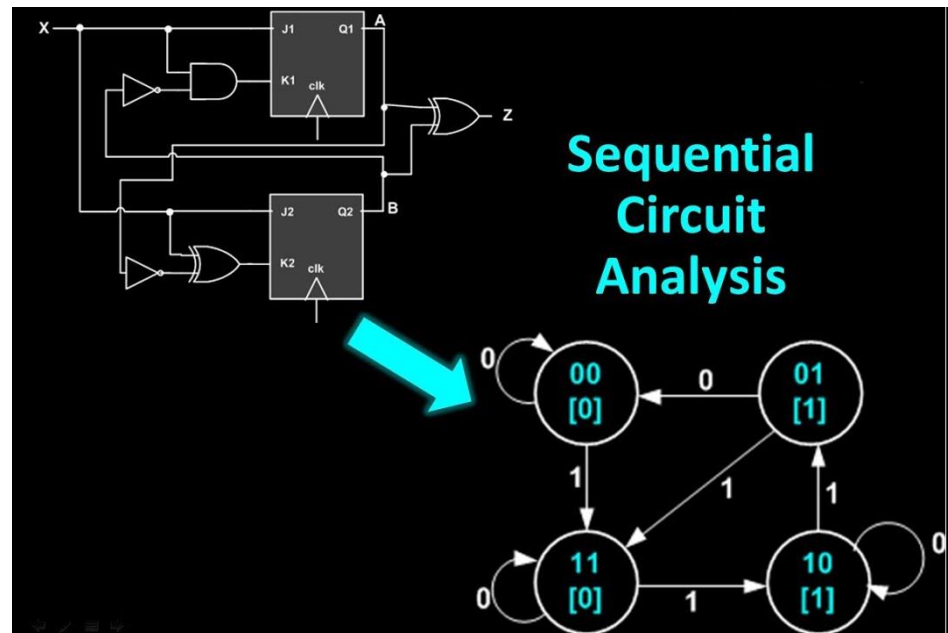 X
J1 Q1
A
K1
clk
Z
J2 Q2
B
K2
clk
Sequential
Circuit
Analysis
0
00
[0]
0
01
[1]
1
1
1
0
11
[0]
1
10
[1]
0